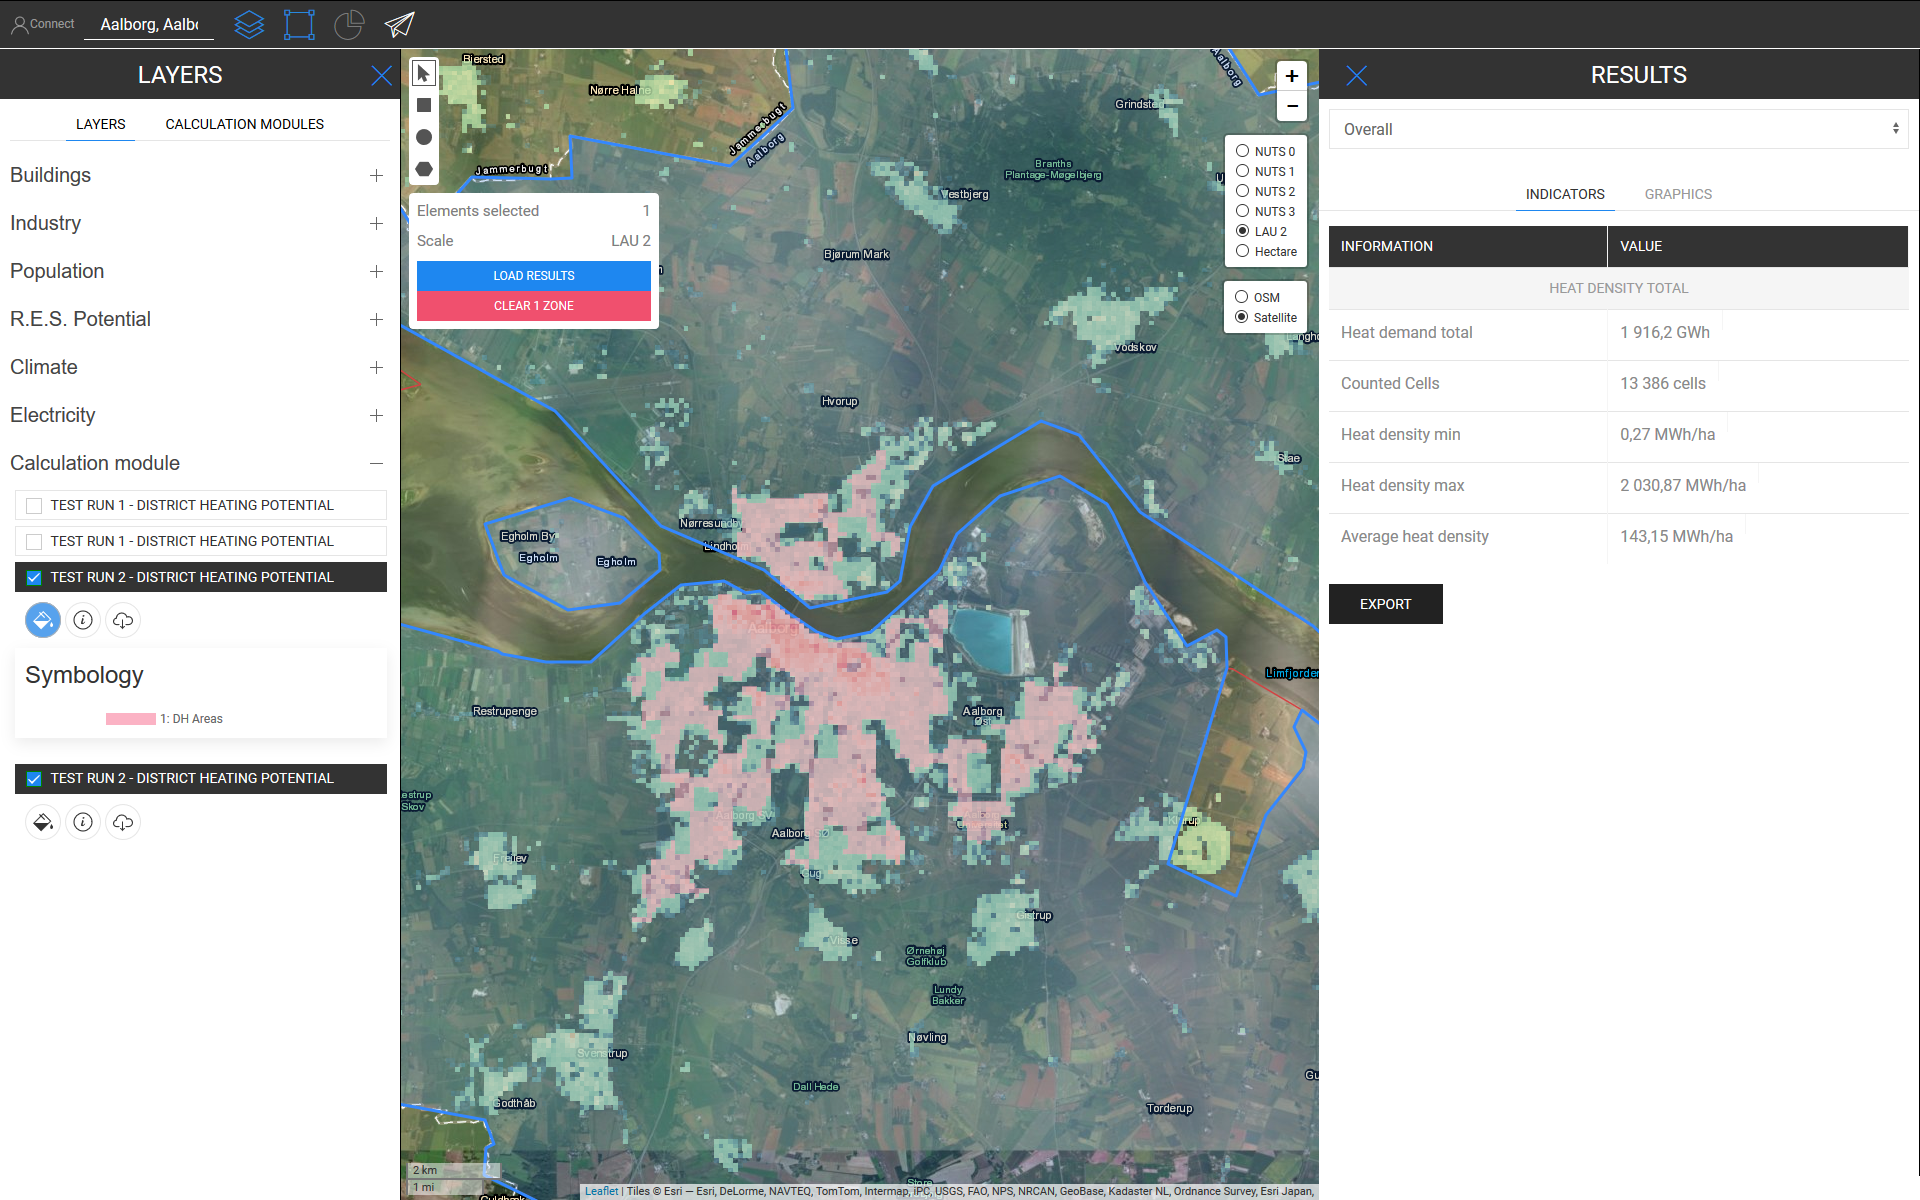 Connect
Aalborg, Aalb
LAYERS
LAYERS
CALCULATION MODULES
Buildings
Industry
Population
R.E.S. Potential
Climate
Electricity
Calculation module
TEST RUN 1 - DISTRICT HEATING POTENTIAL
TEST RUN 1 - DISTRICT HEATING POTENTIAL
TEST RUN 2 - DISTRICT HEATING POTENTIAL
Symbology
1: DH Areas
TEST RUN 2 - DISTRICT HEATING POTENTIAL
Elements selected 1
Scale LAU 2
LOAD RESULTS
CLEAR 1 ZONE
Biersted
Nørre Halne
Jammerbugt
Jammerbugt
Aalborg
Aalborg
Grindsted
Branths
Plantage-Møgelbjerg
Vestbjerg
Bjørum Mark
Vodskov
Hvorup
Nørresundby
Lindholm
Egholm By
Egholm
Egholm
Aalborg
Restrupenge
Aalborg
Øst
Limfjorden
Aalborg SV
Aalborg SØ
Aalborg
Universitet
Klarup
Frejlev
Gug
Visse
Gistrup
Ørnehøj
Golfklub
Lundy
Bakker
Nøvling
Svenstrup
Dall Hede
Godthåb
Torderup
+
−
NUTS 0
NUTS 1
NUTS 2
NUTS 3
LAU 2
Hectare
OSM
Satellite
2 km
1 mi
Leaflet | Tiles © Esri — Esri, DeLorme, NAVTEQ, TomTom, Intermap, iPC, USGS, FAO, NPS, NRCAN, GeoBase, Kadaster NL, Ordnance Survey, Esri Japan,
RESULTS
Overall
INDICATORS
GRAPHICS
INFORMATION VALUE
HEAT DENSITY TOTAL
Heat demand total 1 916,2 GWh
Counted Cells 13 386 cells
Heat density min 0,27 MWh/ha
Heat density max 2 030,87 MWh/ha
Average heat density 143,15 MWh/ha
EXPORT